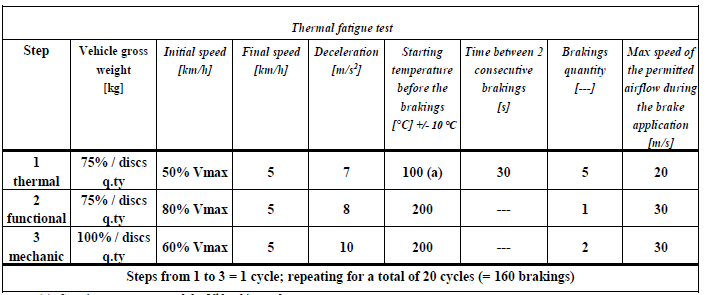 Thermal fatigue test
Step
Vehicle gross
weight
[kg]
Initial speed
[km/h]
Final speed
[km/h]
Deceleration
[m/s²]
Starting
temperature
before the
brakings
[°C] +/- 10 °C
Time between 2
consecutive
brakings
[s]
Brakings
quantity
[---]
Max speed of
the permitted
airflow during
the brake
application
[m/s]
1
thermal
75% / discs
q.ty
50% Vmax
5
7
100 (a)
30
5
20
2
functional
75% / discs
q.ty
80% Vmax
5
8
200
---
1
30
3
mechanic
100% / discs
q.ty
60% Vmax
5
10
200
---
2
30
Steps from 1 to 3 = 1 cycle; repeating for a total of 20 cycles (= 160 brakings)